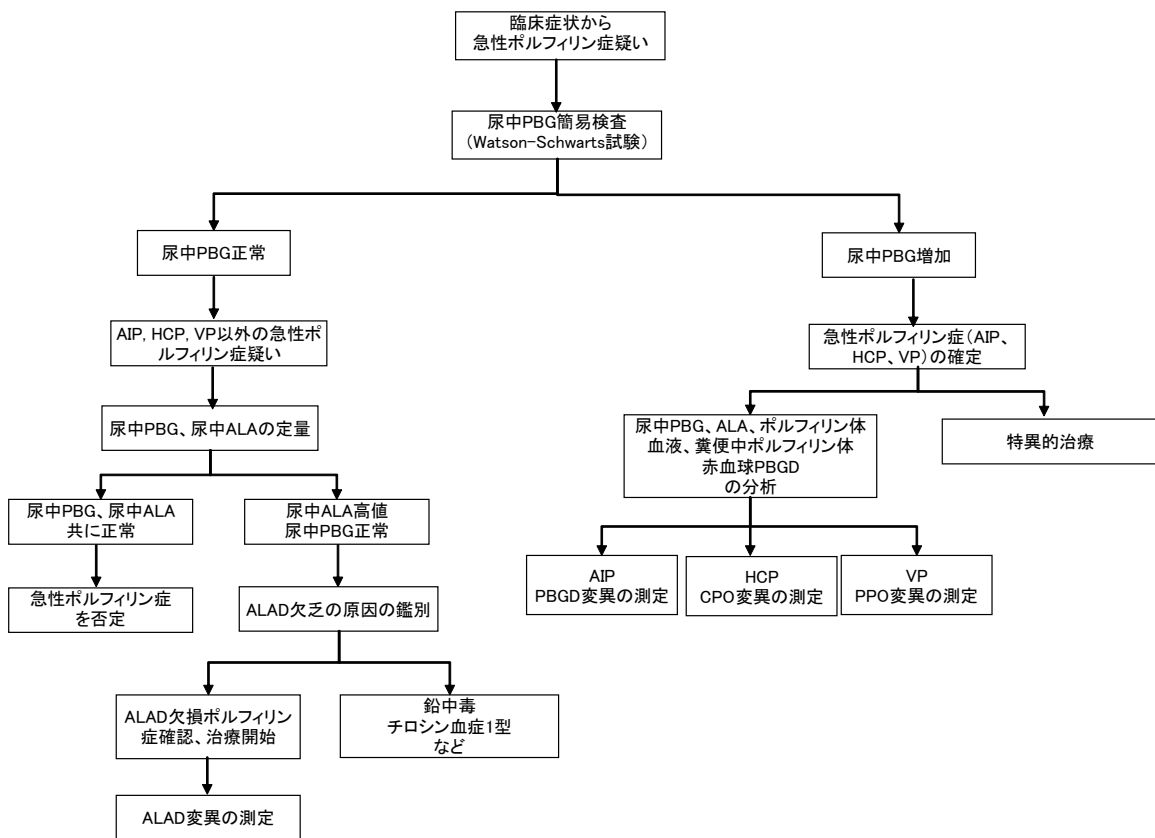 臨床症状から
急性ポルフィリン症疑い
尿中PBG簡易検査
(Watson-Schwarts試験)
尿中PBG正常
尿中PBG増加
AIP, HCP, VP以外の急性ポ
ルフィリン症疑い
急性ポルフィリン症(AIP、
HCP、VP)の確定
尿中PBG、尿中ALAの定量
尿中PBG、ALA、ポルフィリン体
血液、糞便中ポルフィリン体
赤血球PBGD
の分析
特異的治療
尿中PBG、尿中ALA
共に正常
尿中ALA高値
尿中PBG正常
急性ポルフィリン症
を否定
ALAD欠乏の原因の鑑別
AIP
PBGD変異の測定
HCP
CPO変異の測定
VP
PPO変異の測定
ALAD欠損ポルフィリン
症確認、治療開始
鉛中毒
チロシン血症1型
など
ALAD変異の測定